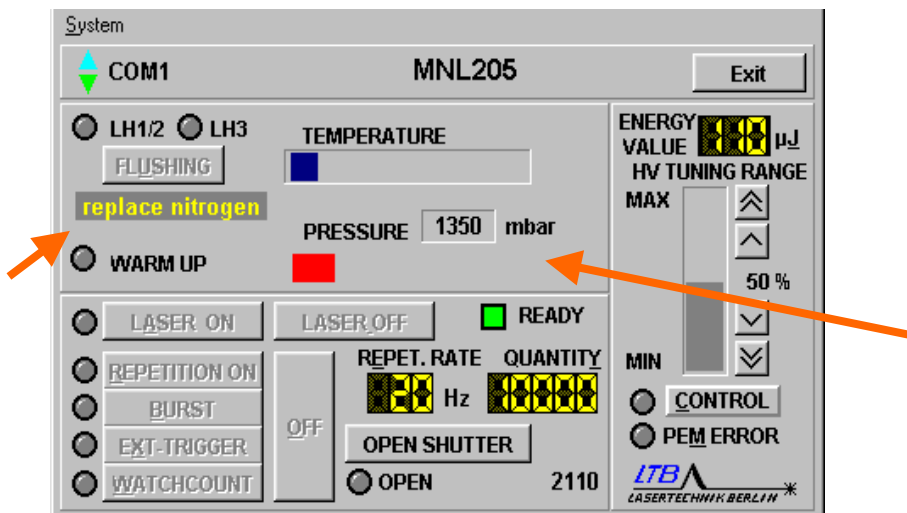 System
COM1 MNL205 Exit
LH1/2 LH3 TEMPERATURE
FLUSHING
replace nitrogen
PRESSURE 1350 mbar
WARM UP
ENERGY VALUE 110 µJ
HV TUNING RANGE
MAX
50 %
MIN
CONTROL
PEM ERROR
LTB
LASERTECHNIK BERLIN
LASER ON LASER OFF READY
REPETITION ON REPET. RATE QUANTITY
Hz
BURST
OFF
EXT-TRIGGER OPEN SHUTTER
WATCHCOUNT OPEN 2110